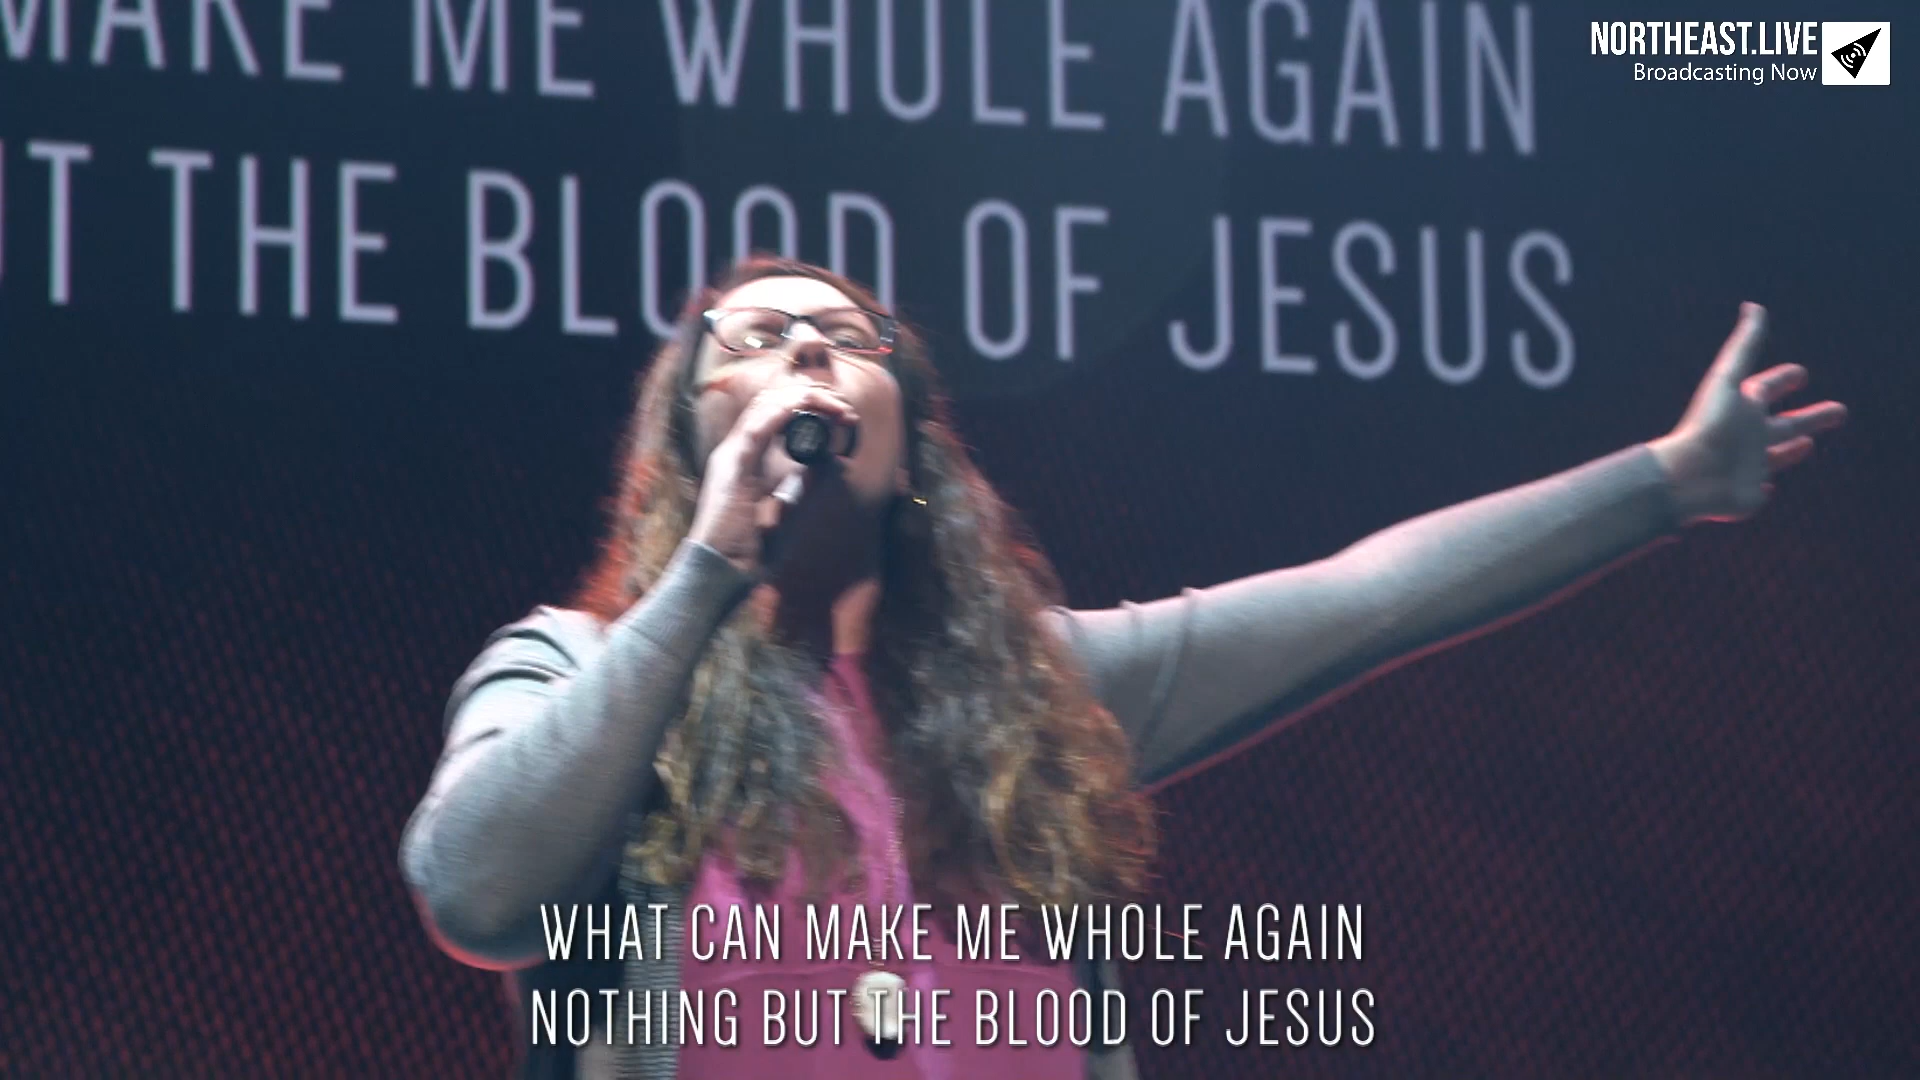 MAKE ME WHOLE AGAIN
THE BLOOD OF JESUS
NORTHEAST.LIVE
Broadcasting Now
WHAT CAN MAKE ME WHOLE AGAIN
NOTHING BUT THE BLOOD OF JESUS